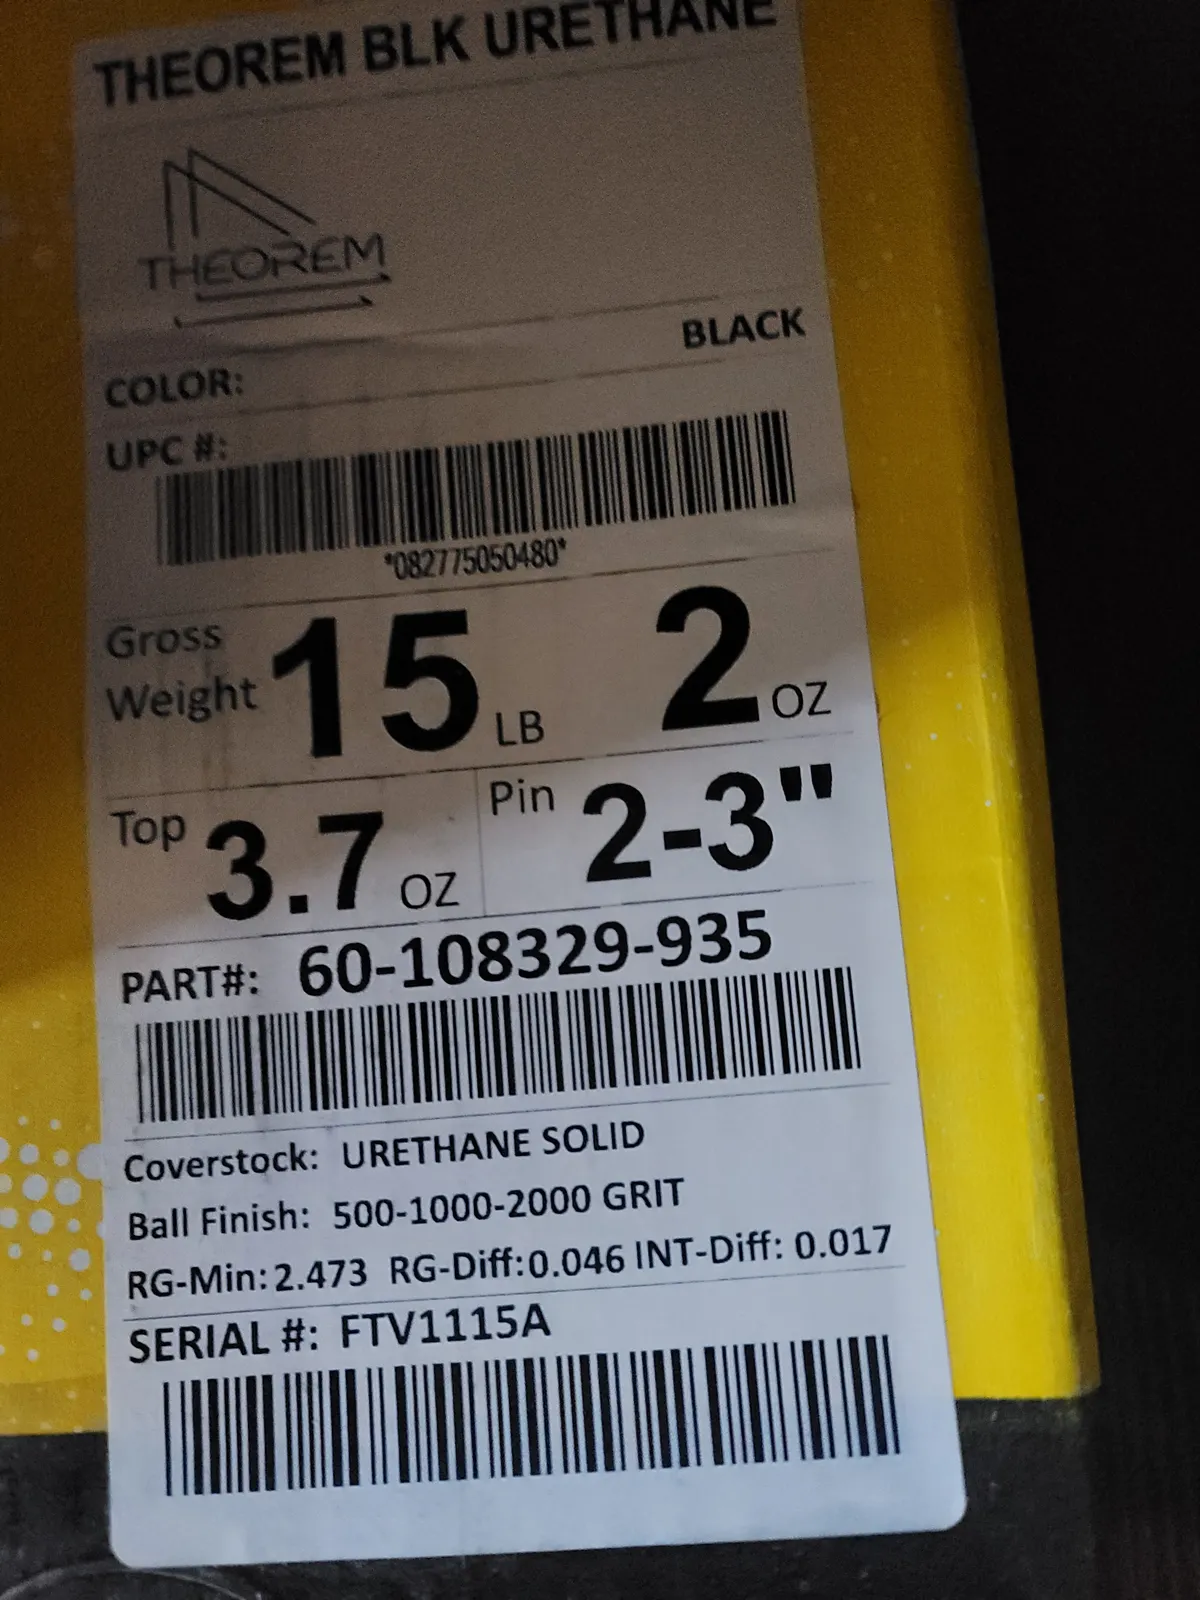 THEOREM BLK URETHANE
THEOREM
COLOR: BLACK
UPC #:
*082775050480*
Gross Weight 15 LB 2 OZ
Top 3.7 OZ Pin 2-3"
PART#: 60-108329-935
Coverstock: URETHANE SOLID
Ball Finish: 500-1000-2000 GRIT
RG-Min: 2.473 RG-Diff: 0.046 INT-Diff: 0.017
SERIAL #: FTV1115A